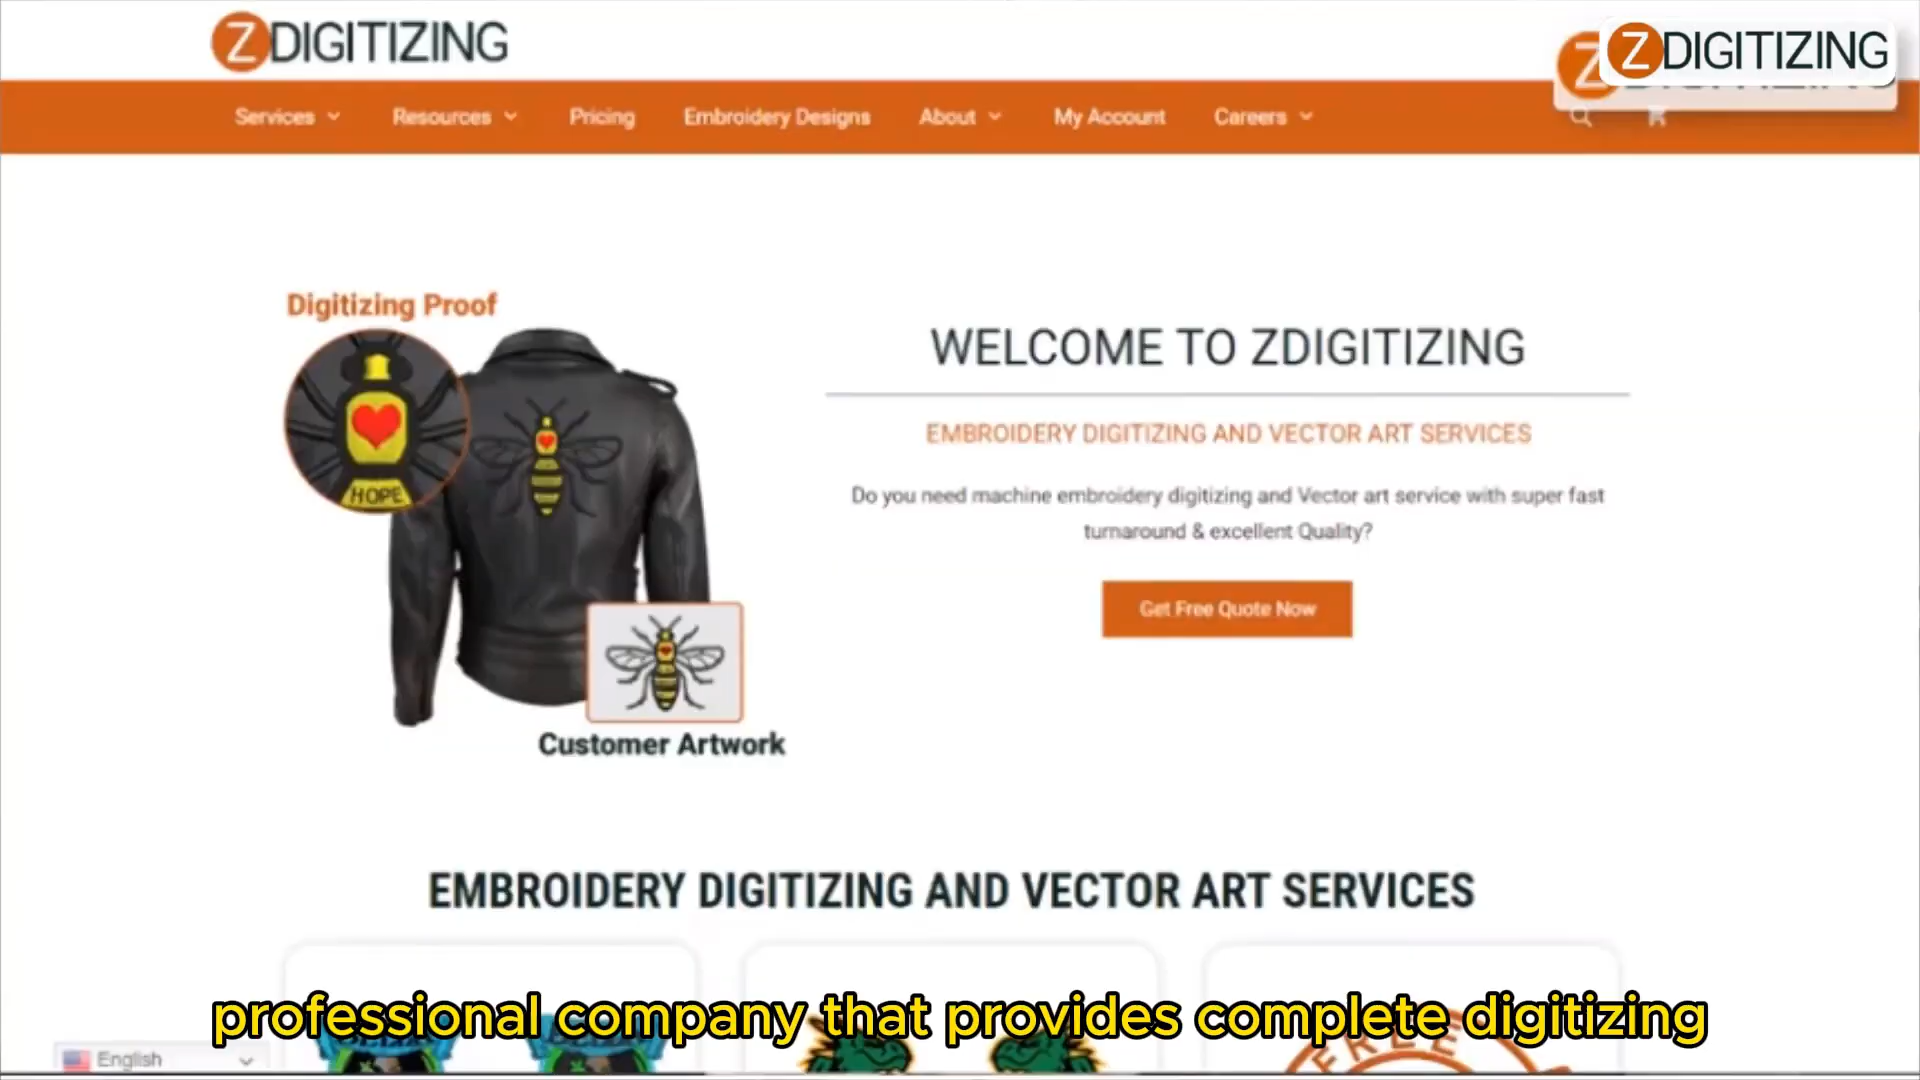 ZDIGITIZING
ZDIGITIZING
Services
Resources
Pricing
Embroidery Designs
About
My Account
Careers
Digitizing Proof
HOPE
WELCOME TO ZDIGITIZING
EMBROIDERY DIGITIZING AND VECTOR ART SERVICES
Do you need machine embroidery digitizing and Vector art service with super fast
turnaround & excellent Quality?
Get Free Quote Now
Customer Artwork
EMBROIDERY DIGITIZING AND VECTOR ART SERVICES
professional company that provides complete digitizing
FREE
English